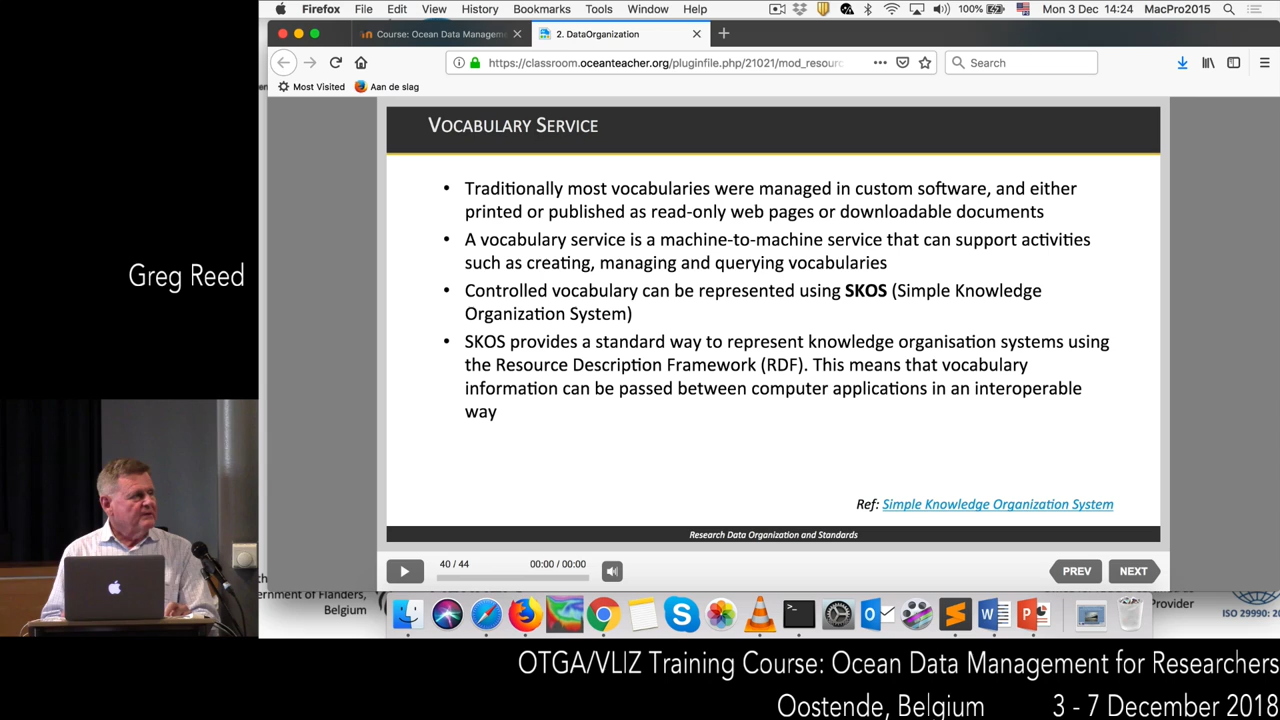 Firefox File Edit View History Bookmarks Tools Window Help 100% Mon 3 Dec 14:24 MacPro2015
Course: Ocean Data Managem
2. DataOrganization
https://classroom.oceanteacher.org/pluginfile.php/21021/mod_resourc
Search
Most Visited Aan de slag
VOCABULARY SERVICE
• Traditionally most vocabularies were managed in custom software, and either
printed or published as read-only web pages or downloadable documents
• A vocabulary service is a machine-to-machine service that can support activities
such as creating, managing and querying vocabularies
• Controlled vocabulary can be represented using SKOS (Simple Knowledge
Organization System)
• SKOS provides a standard way to represent knowledge organisation systems using
the Resource Description Framework (RDF). This means that vocabulary
information can be passed between computer applications in an interoperable
way
Ref: Simple Knowledge Organization System
Research Data Organization and Standards
40 / 44 00:00 / 00:00
PREV NEXT
Greg Reed
ernment of Flanders,
Belgium
Provider
ISO 29990: 20
OTGA/VLIZ Training Course: Ocean Data Management for Researchers
Oostende, Belgium 3 - 7 December 2018